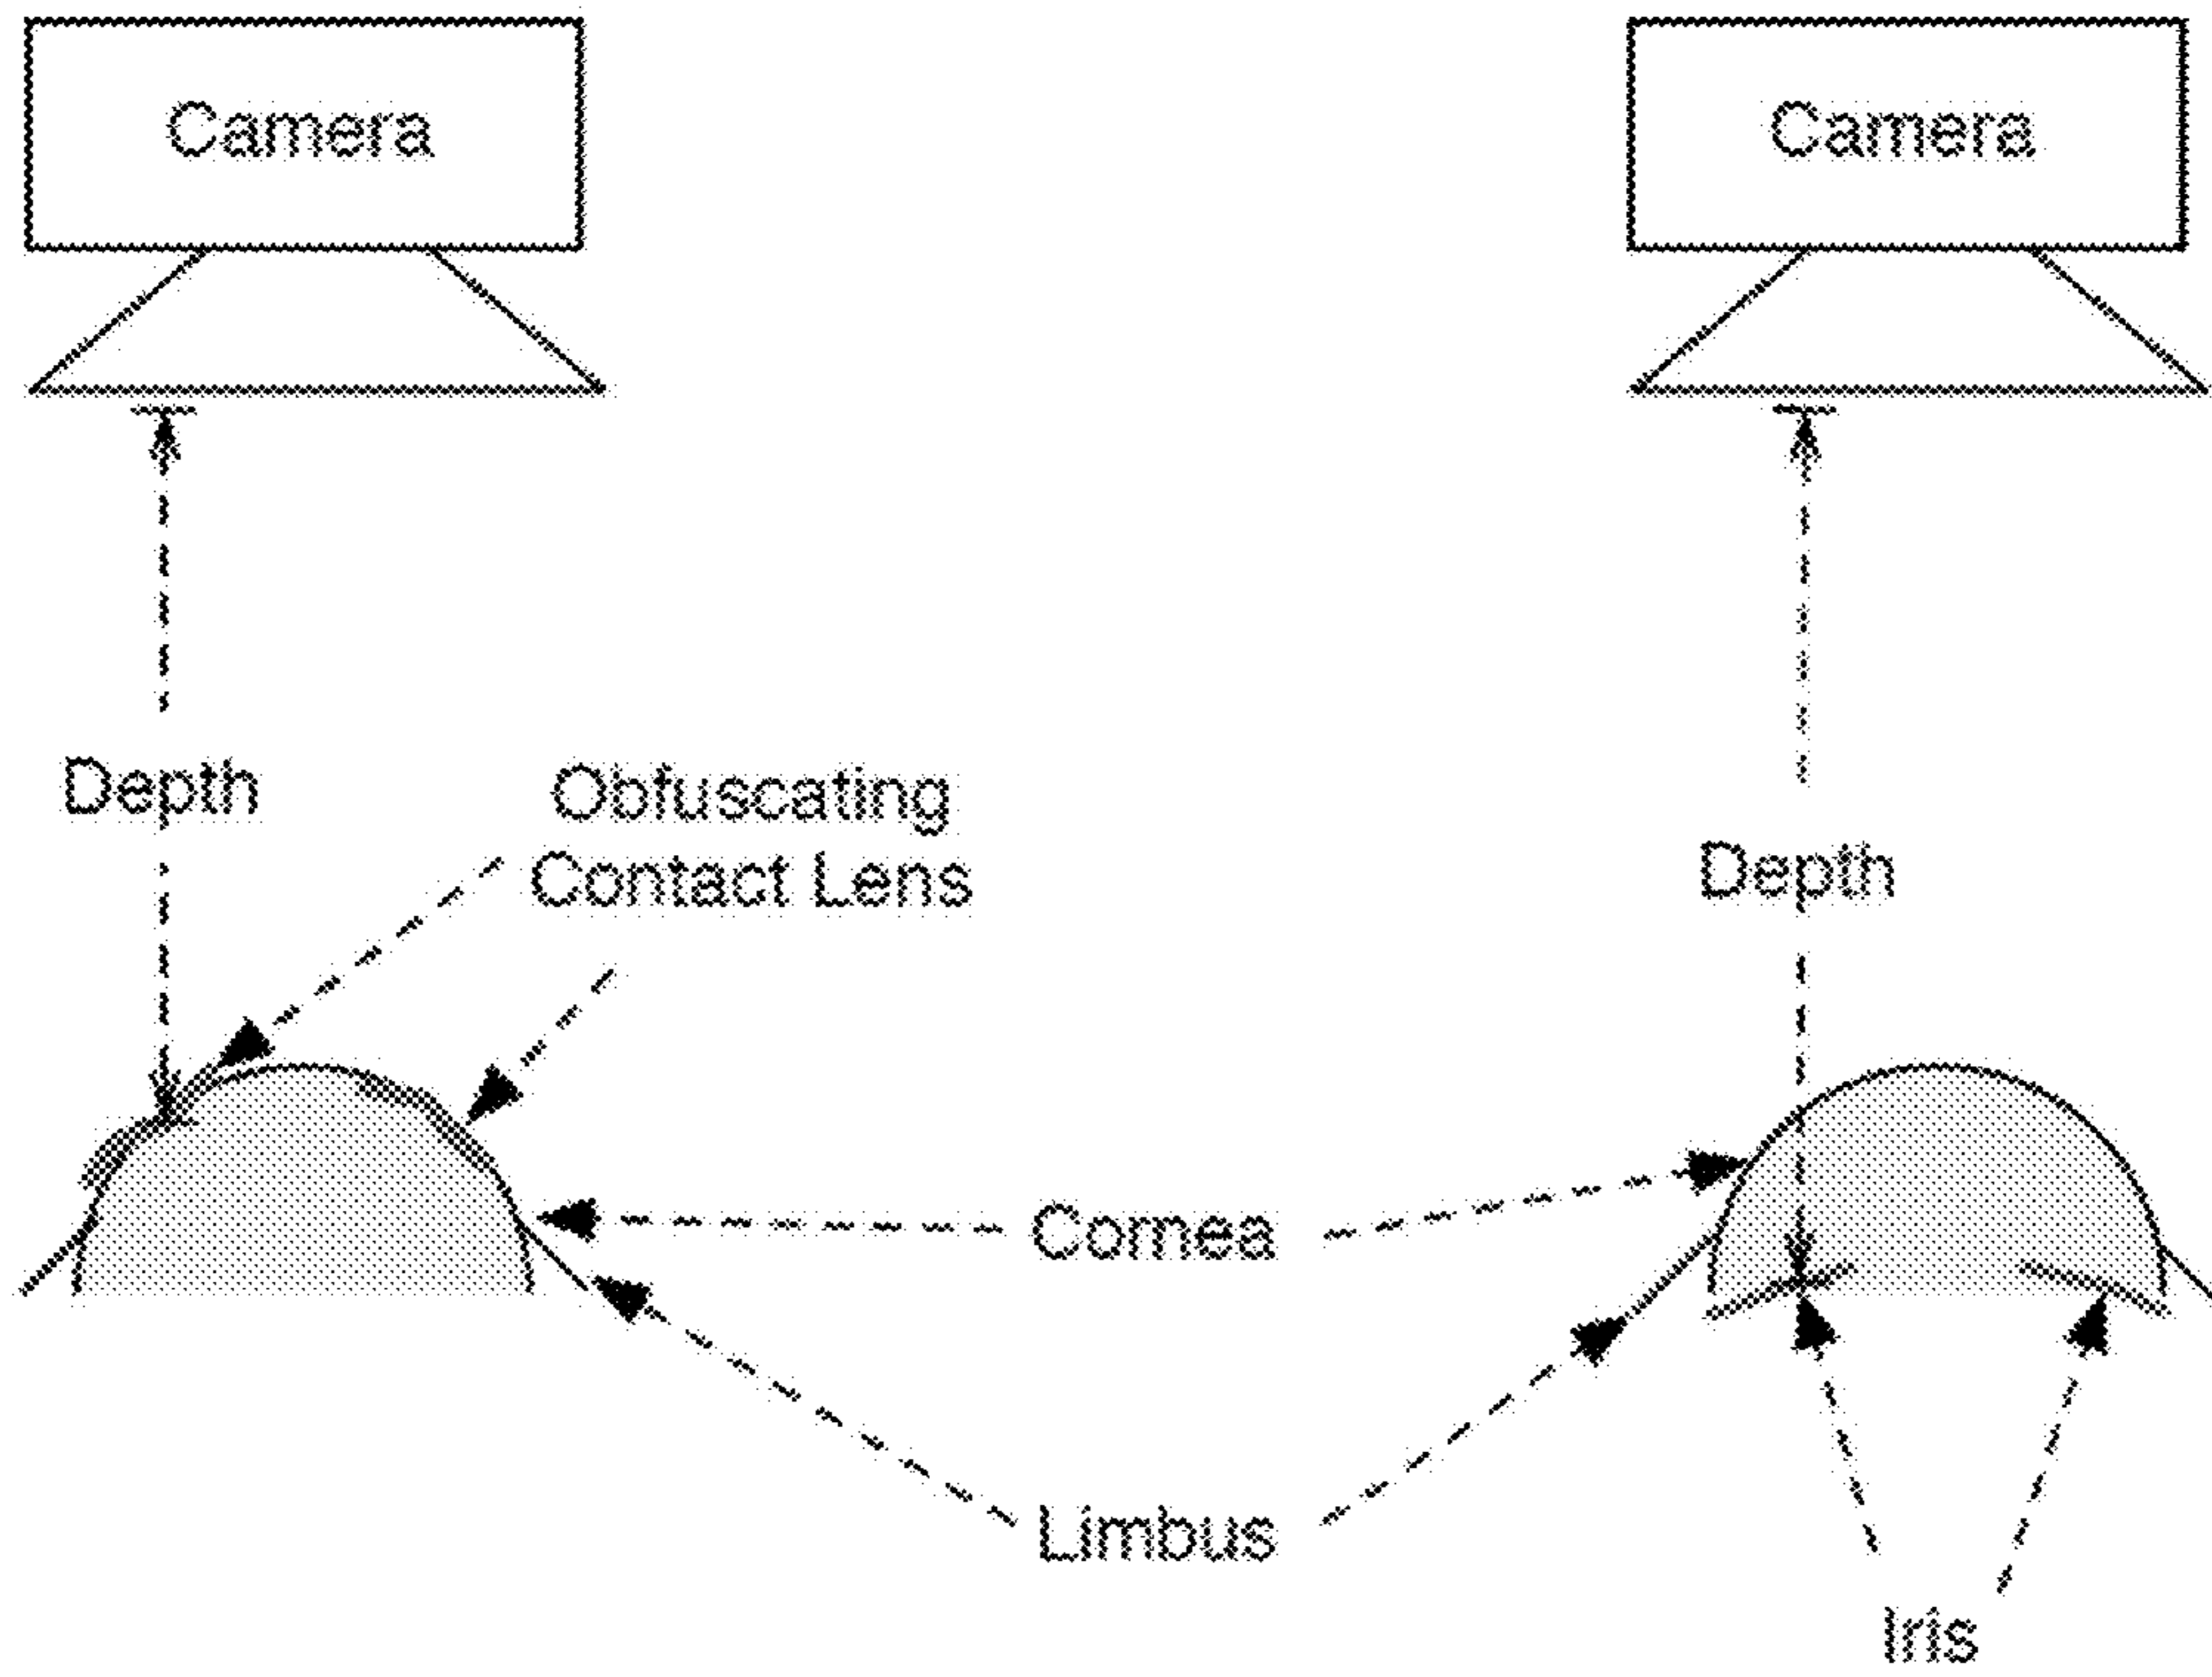 Camera
Camera
Depth
Obfuscating
Contact Lens
Depth
Cornea
Limbus
Iris